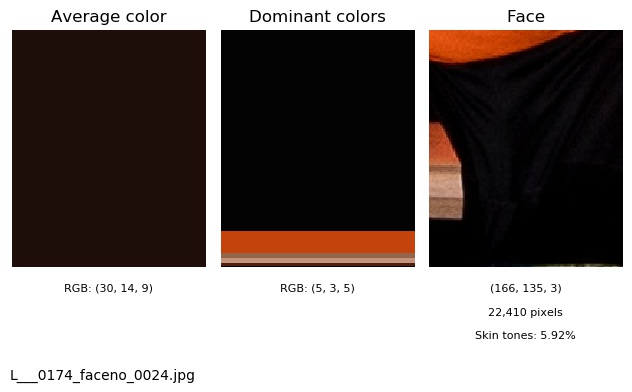 Average color
Dominant colors
Face
RGB: (30, 14, 9)
RGB: (5, 3, 5)
(166, 135, 3)
22,410 pixels
Skin tones: 5.92%
L___0174_faceno_0024.jpg